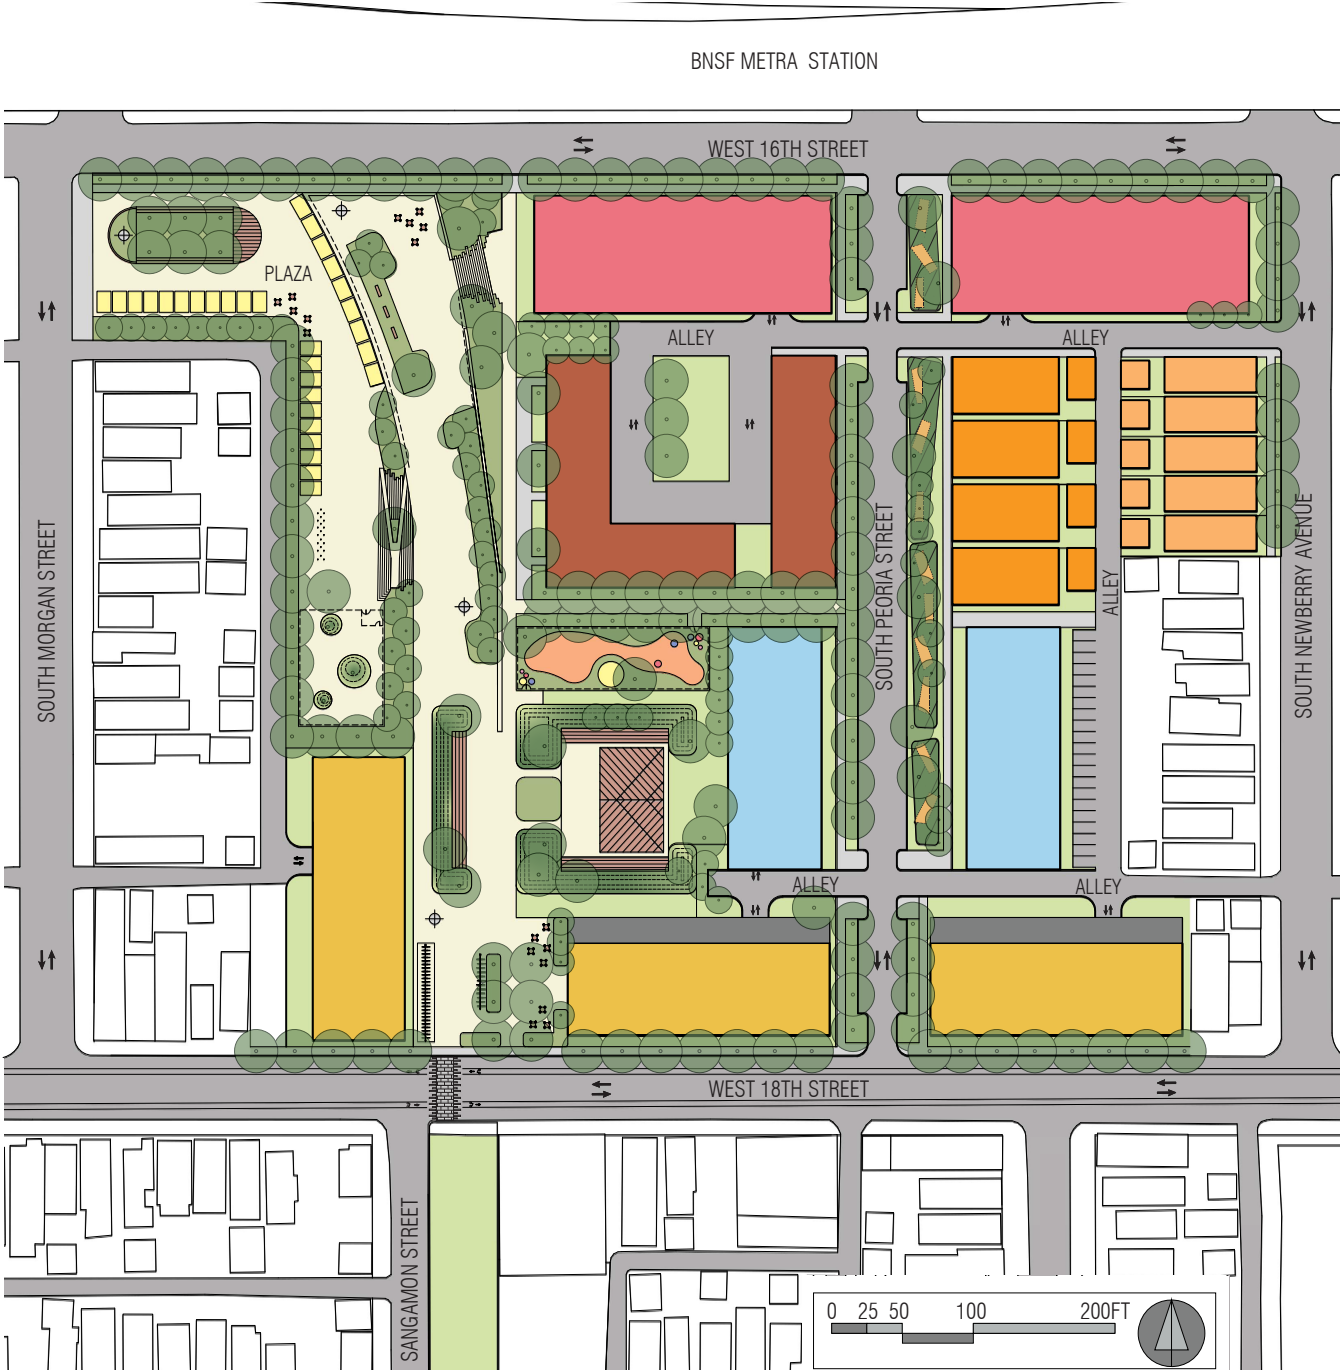 BNSF METRA STATION
WEST 16TH STREET
PLAZA
ALLEY
ALLEY
SOUTH MORGAN STREET
SOUTH PEORIA STREET
ALLEY
SOUTH NEWBERRY AVENUE
ALLEY
ALLEY
WEST 18TH STREET
SANGAMON STREET
0 25 50 100 200FT